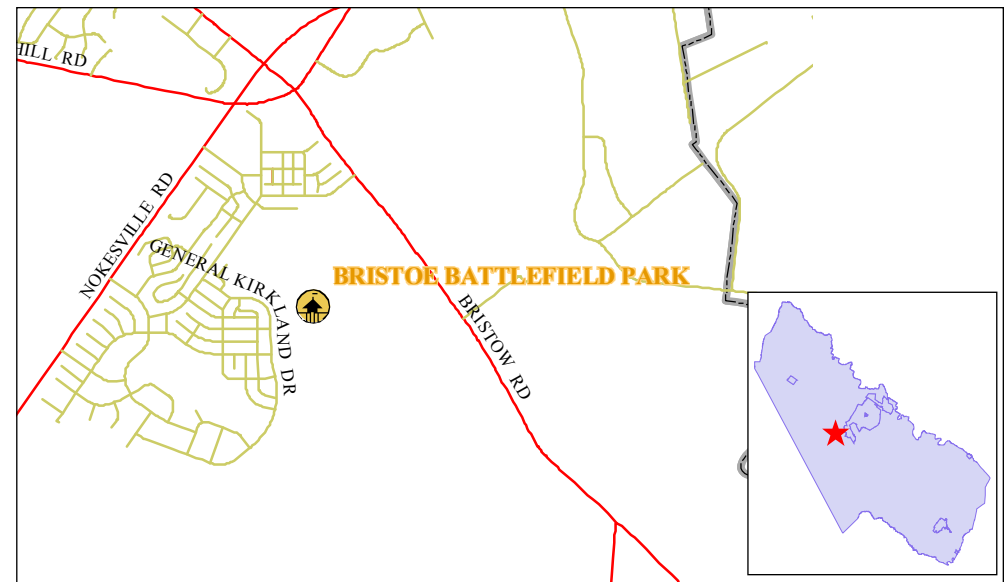 HILL RD
NOKESVILLE RD
GENERAL KIRKLAND DR
BRISTOE BATTLEFIELD PARK
BRISTOW RD